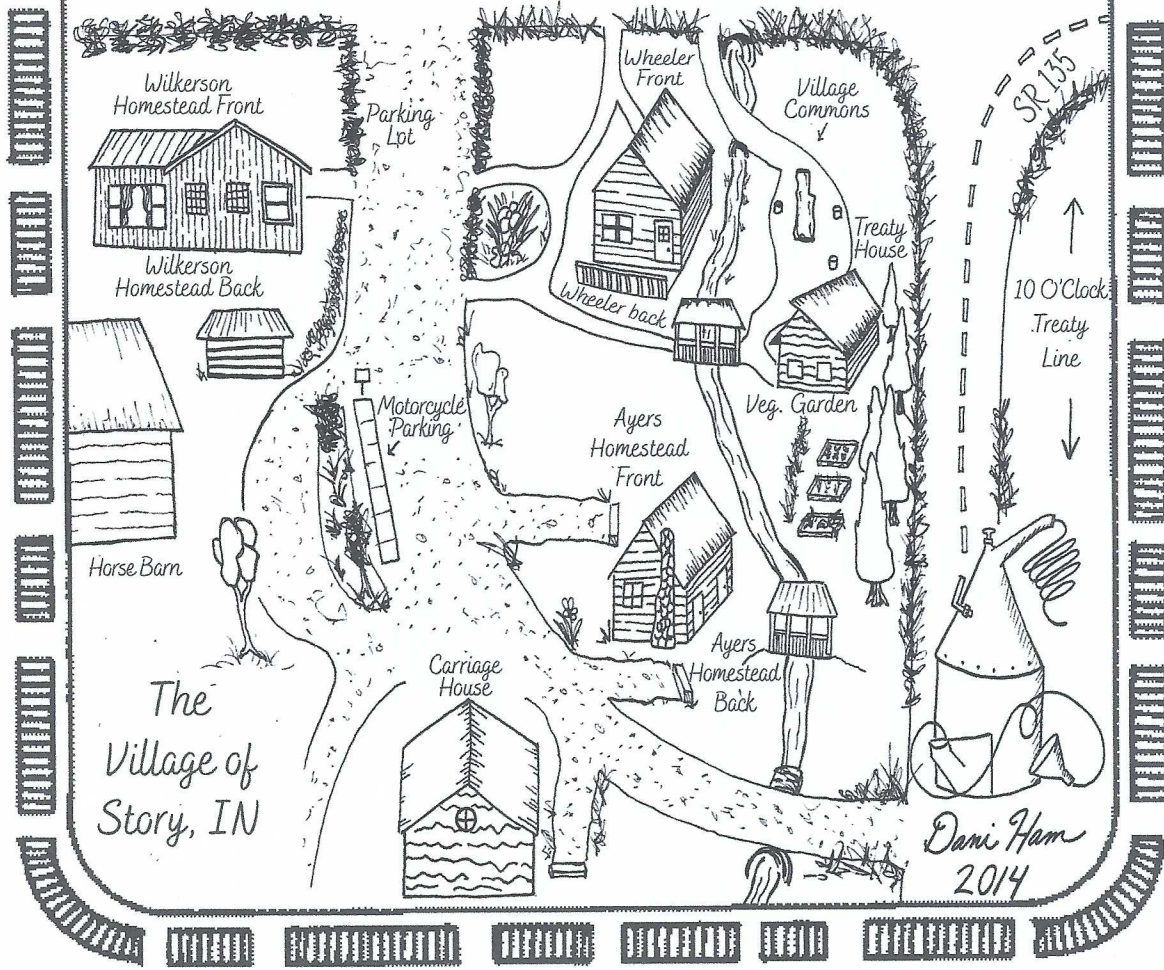 Wilkerson
Homestead Front
Parking
Lpt
Wheeler
Front
Village
Commons
SR 135
Wilkerson
Homestead Back
Wheeler back
Treaty
House
10 O'Clock
Treaty
Line
Motorcycle
Parking
Ayers
Homestead
Front
Veg. Garden
Horse Barn
Carriage
House
Ayers
Homestead
Back
The
Village of
Story, IN
Dani Ham
2014